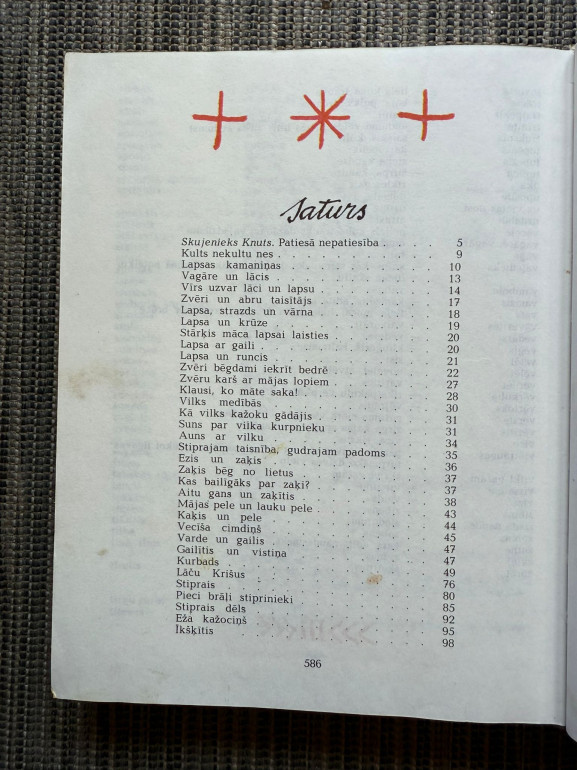 Saturs
Skujenieks Knuts. Patiesā nepatiesība . . . . 5
Kults nekultu nes . . . . 9
Lapsas kamaniņas . . . . 10
Vagāre un lācis . . . . 13
Vīrs uzvar lāci un lapsu . . . . 14
Zvēri un abru taisītājs . . . . 17
Lapsa, strazds un vārna . . . . 18
Lapsa un krūze . . . . 19
Stārķis māca lapsai laisties . . . . 20
Lapsa ar gaili . . . . 20
Lapsa un runcis . . . . 21
Zvēri bēgdami iekrīt bedrē . . . . 22
Zvēru karš ar mājas lopiem . . . . 27
Klausi, ko māte saka! . . . . 28
Vilks medībās . . . . 30
Kā vilks kažoku gādājis . . . . 31
Suns par vilka kurpnieku . . . . 31
Auns ar vilku . . . . 34
Stiprajam taisnība, gudrajam padoms . . . . 35
Ezis un zaķis . . . . 36
Zaķis bēg no lietus . . . . 37
Kas bailīgāks par zaķi? . . . . 37
Aitu gans un zaķītis . . . . 38
Mājas pele un lauku pele . . . . 43
Kaķis un pele . . . . 44
Vecīša cimdiņš . . . . 45
Varde un gailis . . . . 47
Gailītis un vistiņa . . . . 47
Kurbads . . . . 49
Lāču Krišus . . . . 76
Stiprais . . . . 80
Pieci brāļi stiprinieki . . . . 85
Stiprais dēls . . . . 92
Eža kažociņš . . . . 95
Īkšķītis . . . . 98
586